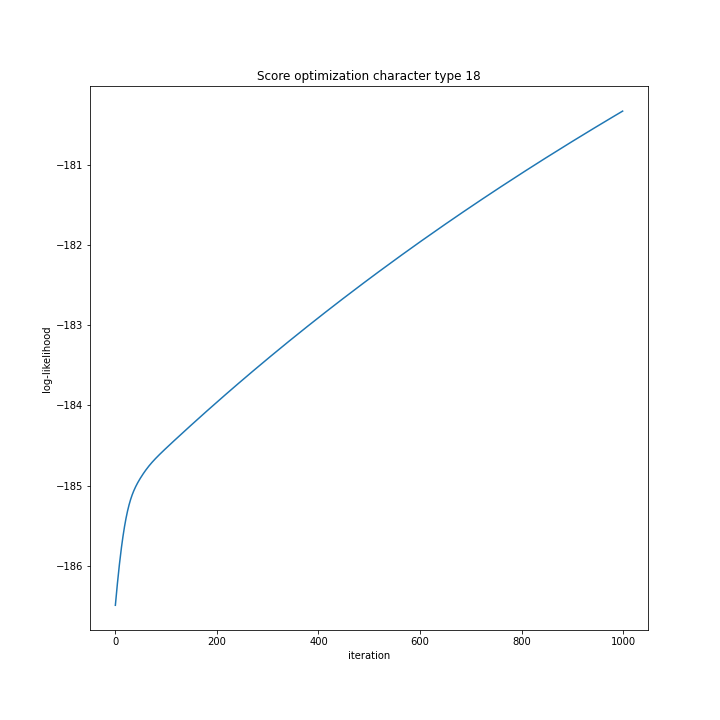 Score optimization character type 18
log-likelihood
−181
−182
−183
−184
−185
−186
0 200 400 600 800 1000
iteration